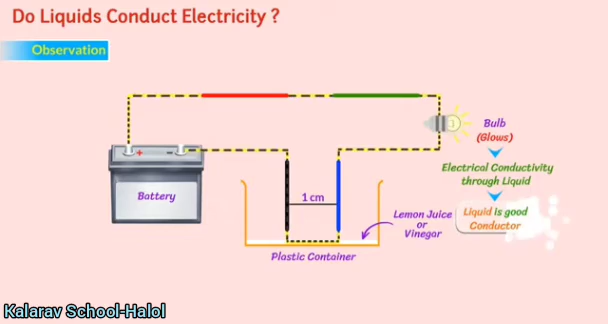 Do Liquids Conduct Electricity ?
Observation
Bulb
(Glows)
+
-
Electrical Conductivity
through Liquid
Battery
1 cm
Lemon Juice
or
Vinegar
Liquid is good
Conductor
Plastic Container
Kalarav School-Halol